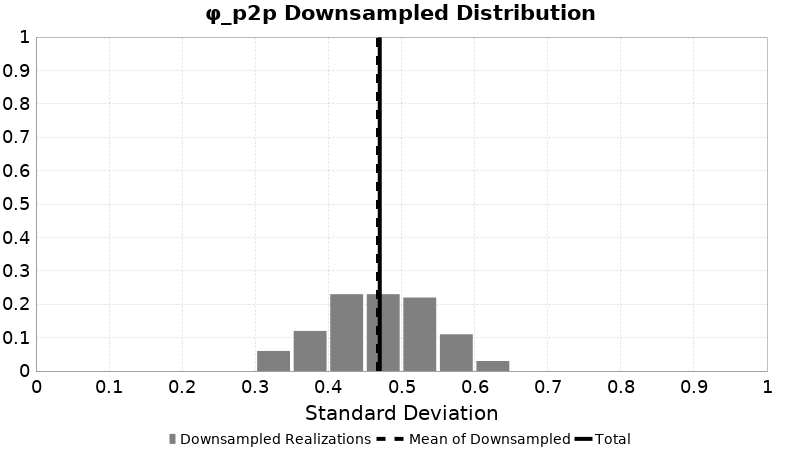 φ_p2p Downsampled Distribution
1
0.9
0.8
0.7
0.6
0.5
0.4
0.3
0.2
0.1
0
0 0.1 0.2 0.3 0.4 0.5 0.6 0.7 0.8 0.9 1
Standard Deviation
Downsampled Realizations Mean of Downsampled Total